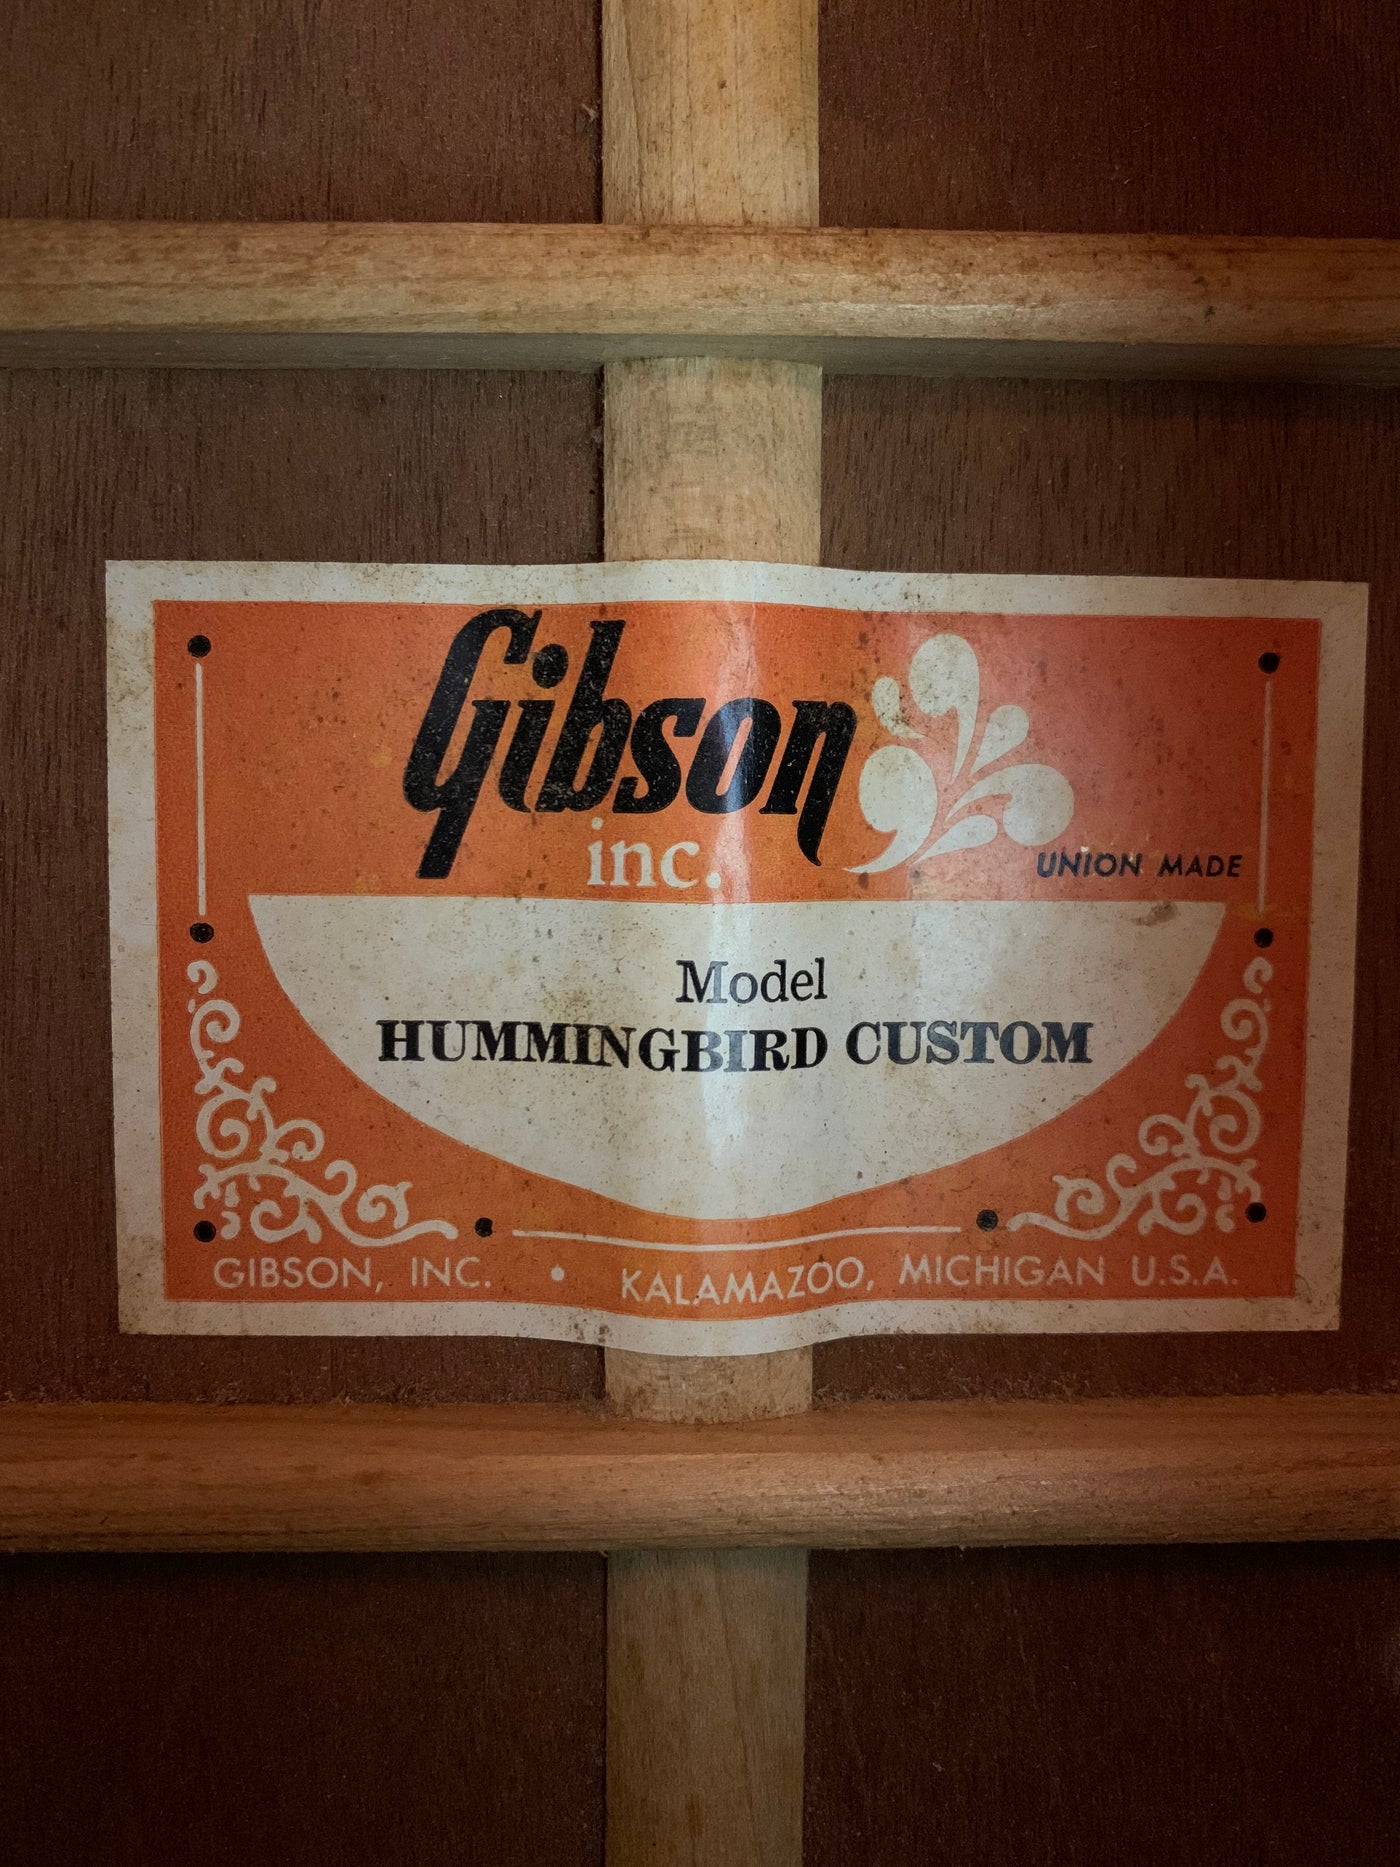 Gibson
inc.
UNION MADE
Model
HUMMINGBIRD CUSTOM
GIBSON, INC. • KALAMAZOO, MICHIGAN U.S.A.